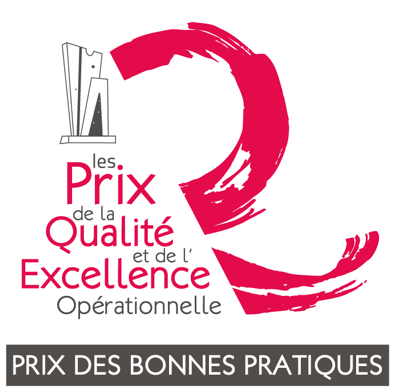 les
Prix
de la
Qualité
et de l'
Excellence
Opérationnelle
PRIX DES BONNES PRATIQUES